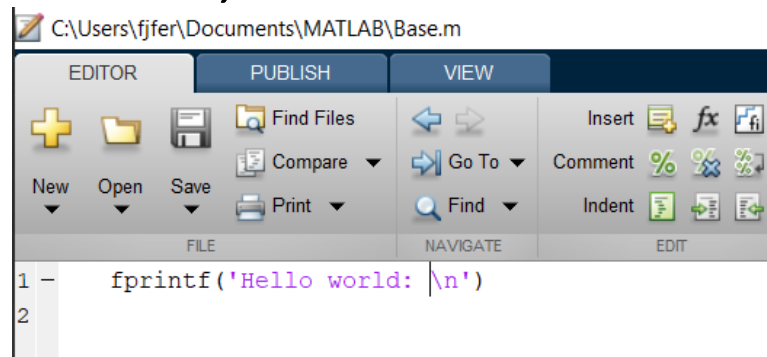 C:\Users\fjfer\Documents\MATLAB\Base.m
EDITOR PUBLISH VIEW
Find Files Insert fx fi
Compare Go To Comment % % %
New Open Save Print Find Indent
FILE NAVIGATE EDIT
1 - fprintf('Hello world: \n')
2